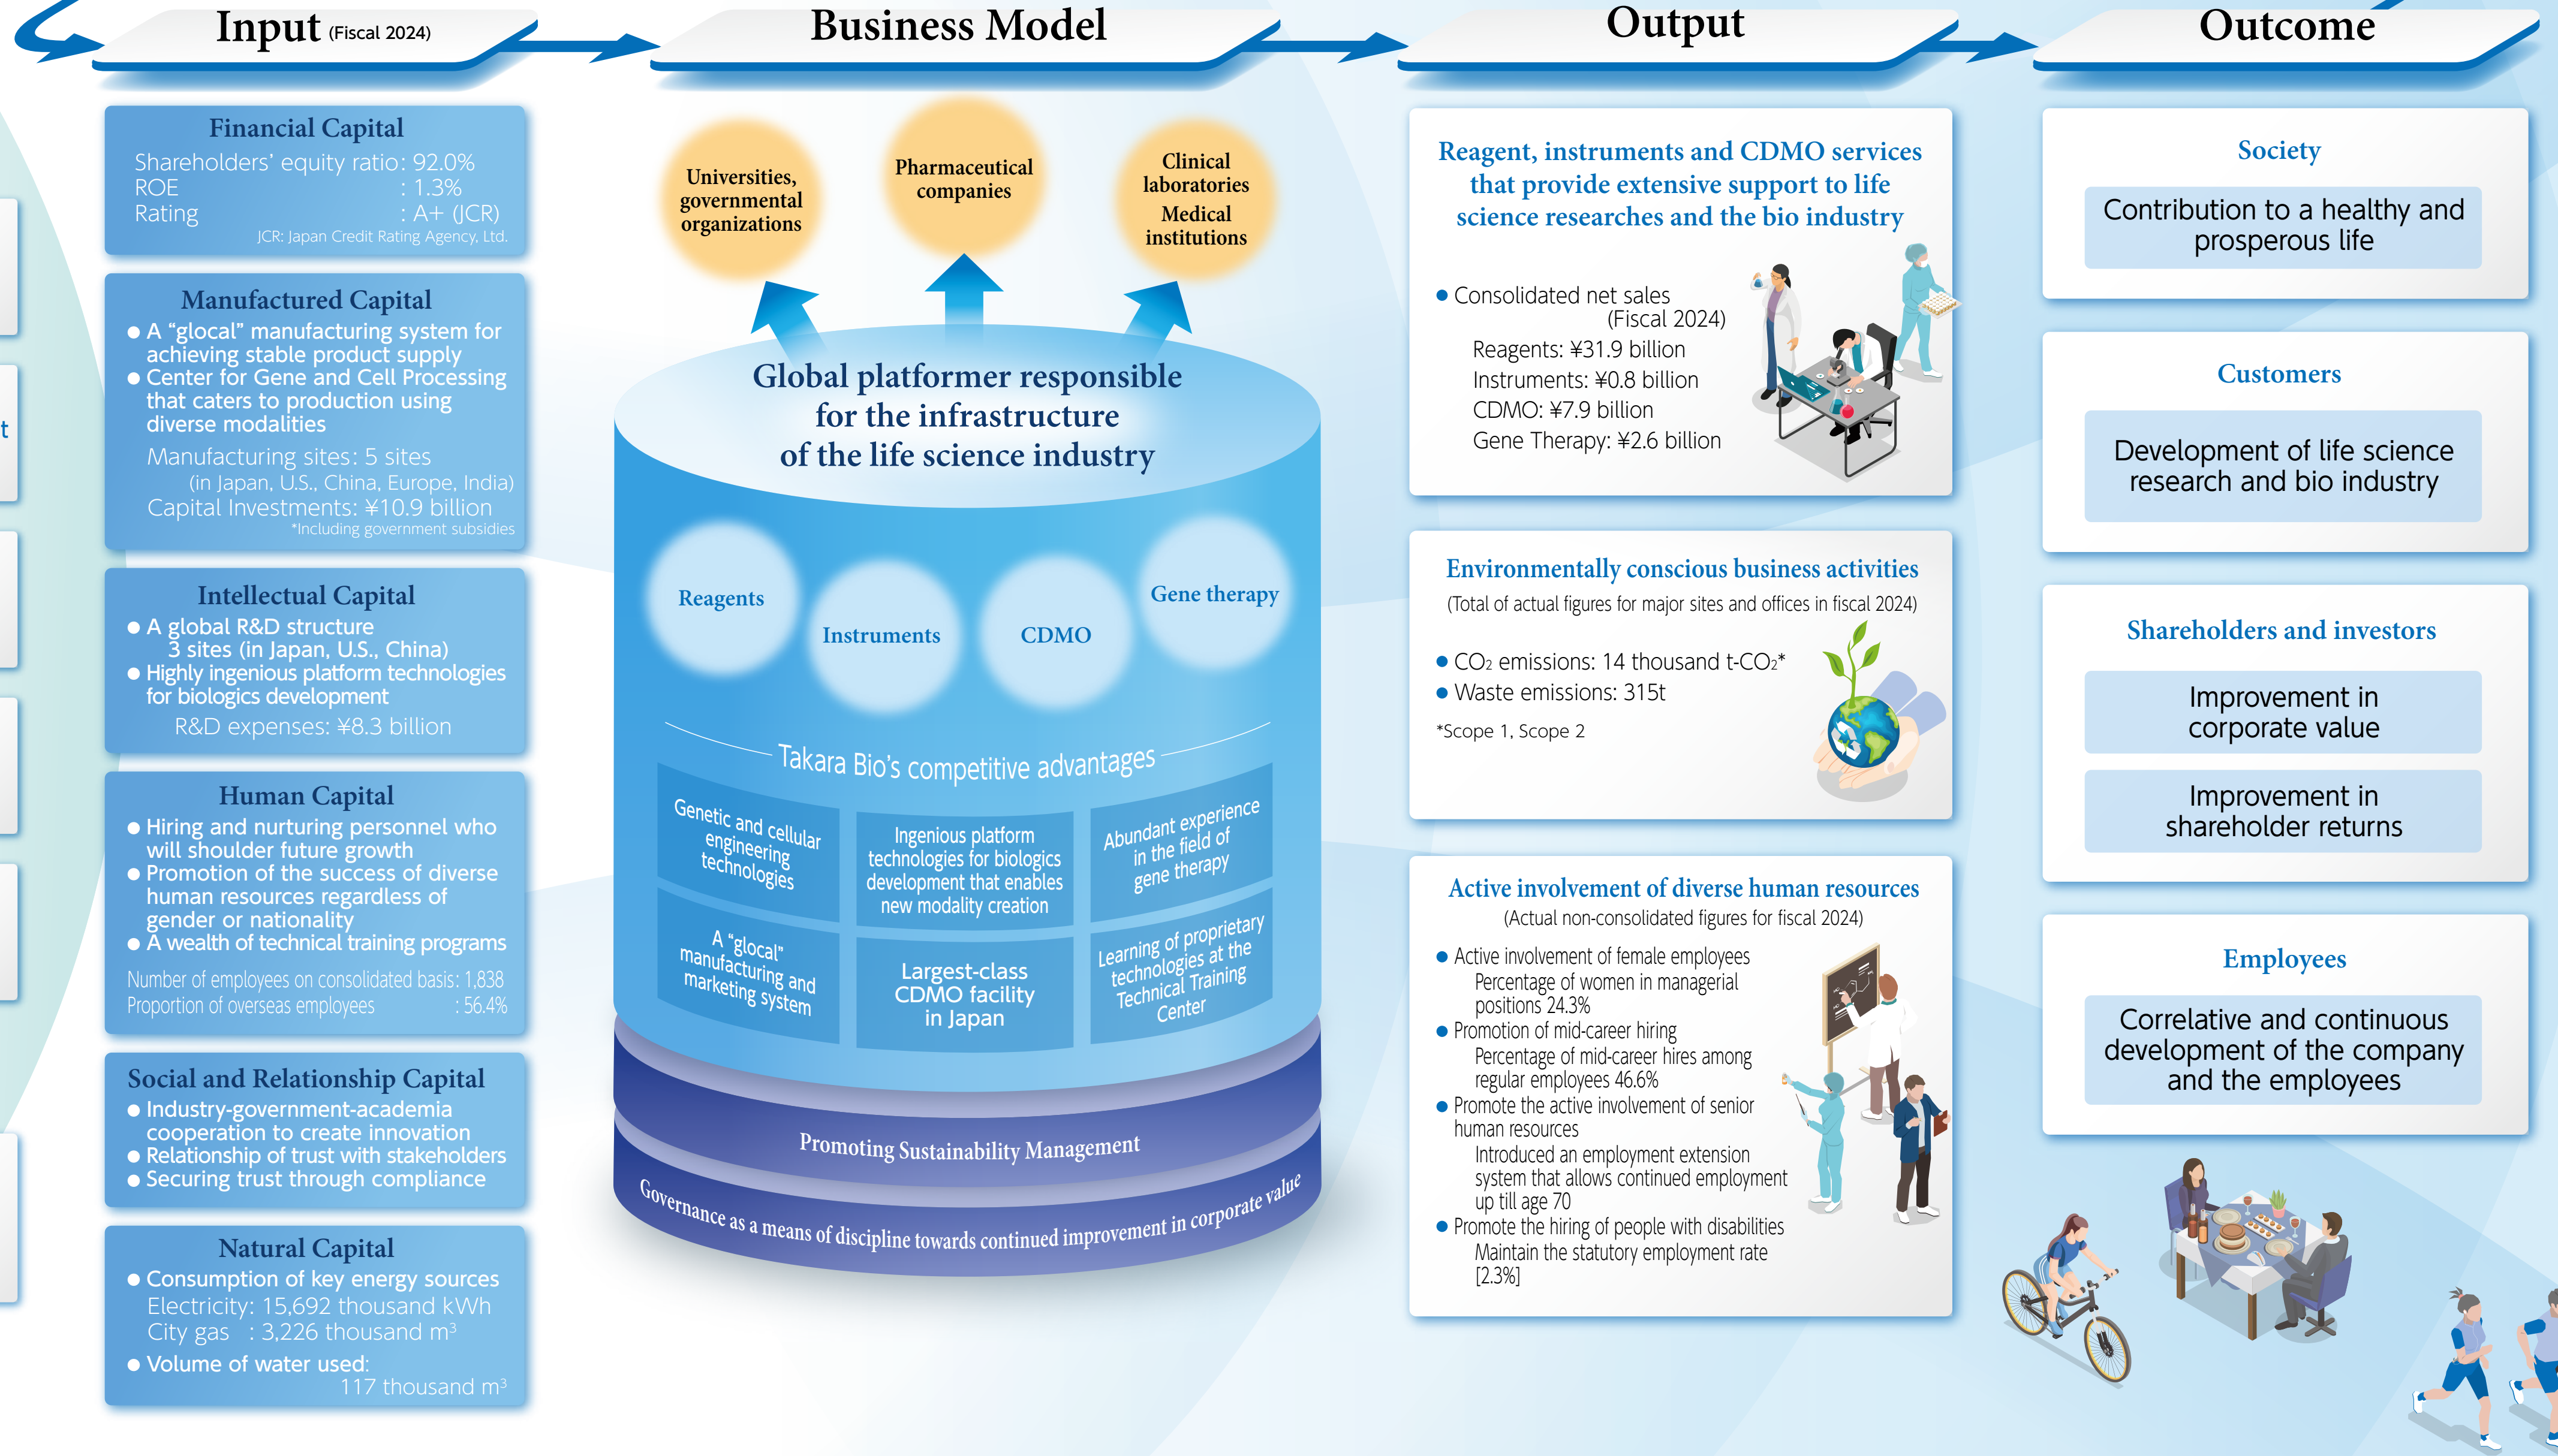 Input (Fiscal 2024)
Business Model
Output
Outcome
Financial Capital
Shareholders' equity ratio: 92.0%
ROE : 1.3%
Rating : A+ (JCR)
JCR: Japan Credit Rating Agency, Ltd.
Manufactured Capital
● A “glocal” manufacturing system for
achieving stable product supply
● Center for Gene and Cell Processing
that caters to production using
diverse modalities
Manufacturing sites: 5 sites
(in Japan, U.S., China, Europe, India)
Capital Investments: ¥10.9 billion
*Including government subsidies
Intellectual Capital
● A global R&D structure
3 sites (in Japan, U.S., China)
● Highly ingenious platform technologies
for biologics development
R&D expenses: ¥8.3 billion
Human Capital
● Hiring and nurturing personnel who
will shoulder future growth
● Promotion of the success of diverse
human resources regardless of
gender or nationality
● A wealth of technical training programs
Number of employees on consolidated basis: 1,838
Proportion of overseas employees : 56.4%
Social and Relationship Capital
● Industry-government-academia
cooperation to create innovation
● Relationship of trust with stakeholders
● Securing trust through compliance
Natural Capital
● Consumption of key energy sources
Electricity: 15,692 thousand kWh
City gas : 3,226 thousand m³
● Volume of water used:
117 thousand m³
Universities,
governmental
organizations
Pharmaceutical
companies
Clinical
laboratories
Medical
institutions
Global platformer responsible
for the infrastructure
of the life science industry
Reagents
Instruments
CDMO
Gene therapy
Takara Bio's competitive advantages
Genetic and cellular
engineering
technologies
Ingenious platform
technologies for biologics
development that enables
new modality creation
Abundant experience
in the field of
gene therapy
A “glocal”
manufacturing and
marketing system
Largest-class
CDMO facility
in Japan
Learning of proprietary
technologies at the
Technical Training
Center
Promoting Sustainability Management
Governance as a means of discipline towards continued improvement in corporate value
Reagent, instruments and CDMO services
that provide extensive support to life
science researches and the bio industry
● Consolidated net sales
(Fiscal 2024)
Reagents: ¥31.9 billion
Instruments: ¥0.8 billion
CDMO: ¥7.9 billion
Gene Therapy: ¥2.6 billion
Environmentally conscious business activities
(Total of actual figures for major sites and offices in fiscal 2024)
● CO₂ emissions: 14 thousand t-CO₂*
● Waste emissions: 315t
*Scope 1, Scope 2
Active involvement of diverse human resources
(Actual non-consolidated figures for fiscal 2024)
● Active involvement of female employees
Percentage of women in managerial
positions 24.3%
● Promotion of mid-career hiring
Percentage of mid-career hires among
regular employees 46.6%
● Promote the active involvement of senior
human resources
Introduced an employment extension
system that allows continued employment
up till age 70
● Promote the hiring of people with disabilities
Maintain the statutory employment rate
[2.3%]
Society
Contribution to a healthy and
prosperous life
Customers
Development of life science
research and bio industry
Shareholders and investors
Improvement in
corporate value
Improvement in
shareholder returns
Employees
Correlative and continuous
development of the company
and the employees